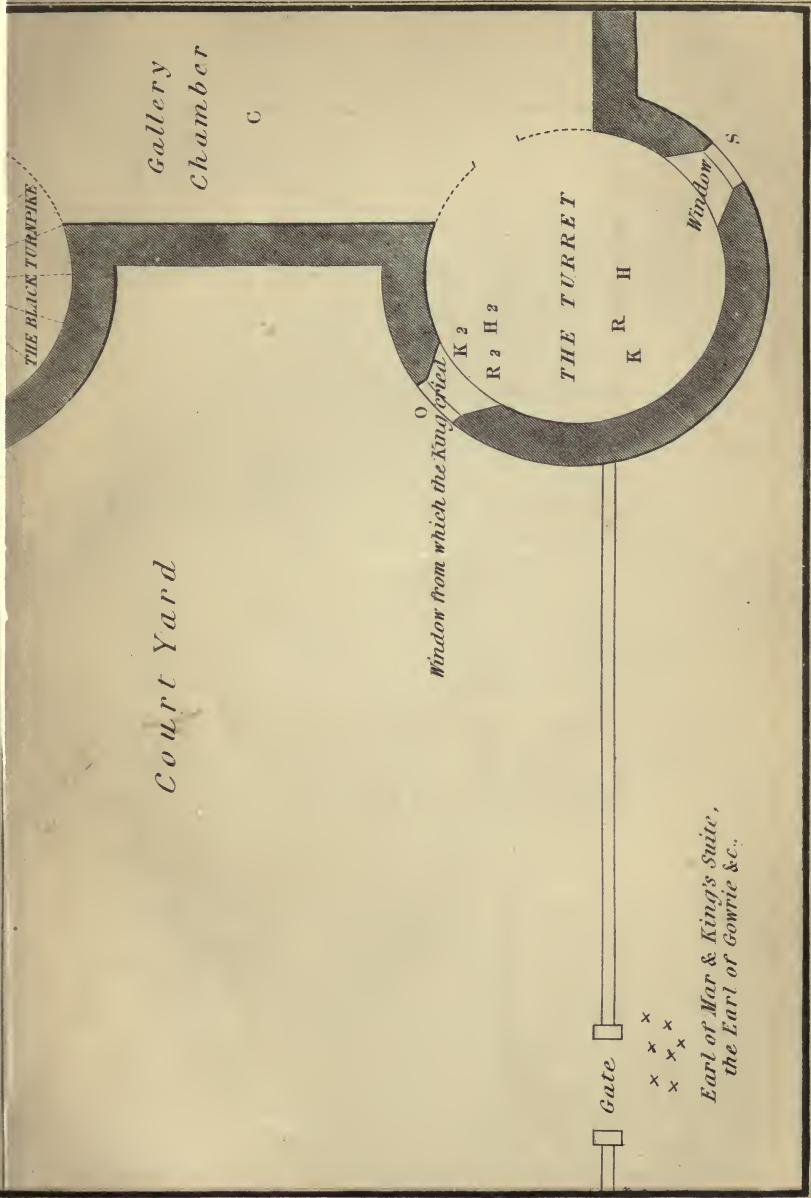 THE BLACK TURNPIKE
Gallery
Chamber
C
Court Yard
O
Window from which the King cried
K 2
R 2 H 2
THE TURRET
K R H
Window
S
Gate
x x x x x x x
Earl of Mar & King's Suite,
the Earl of Gowrie &c.